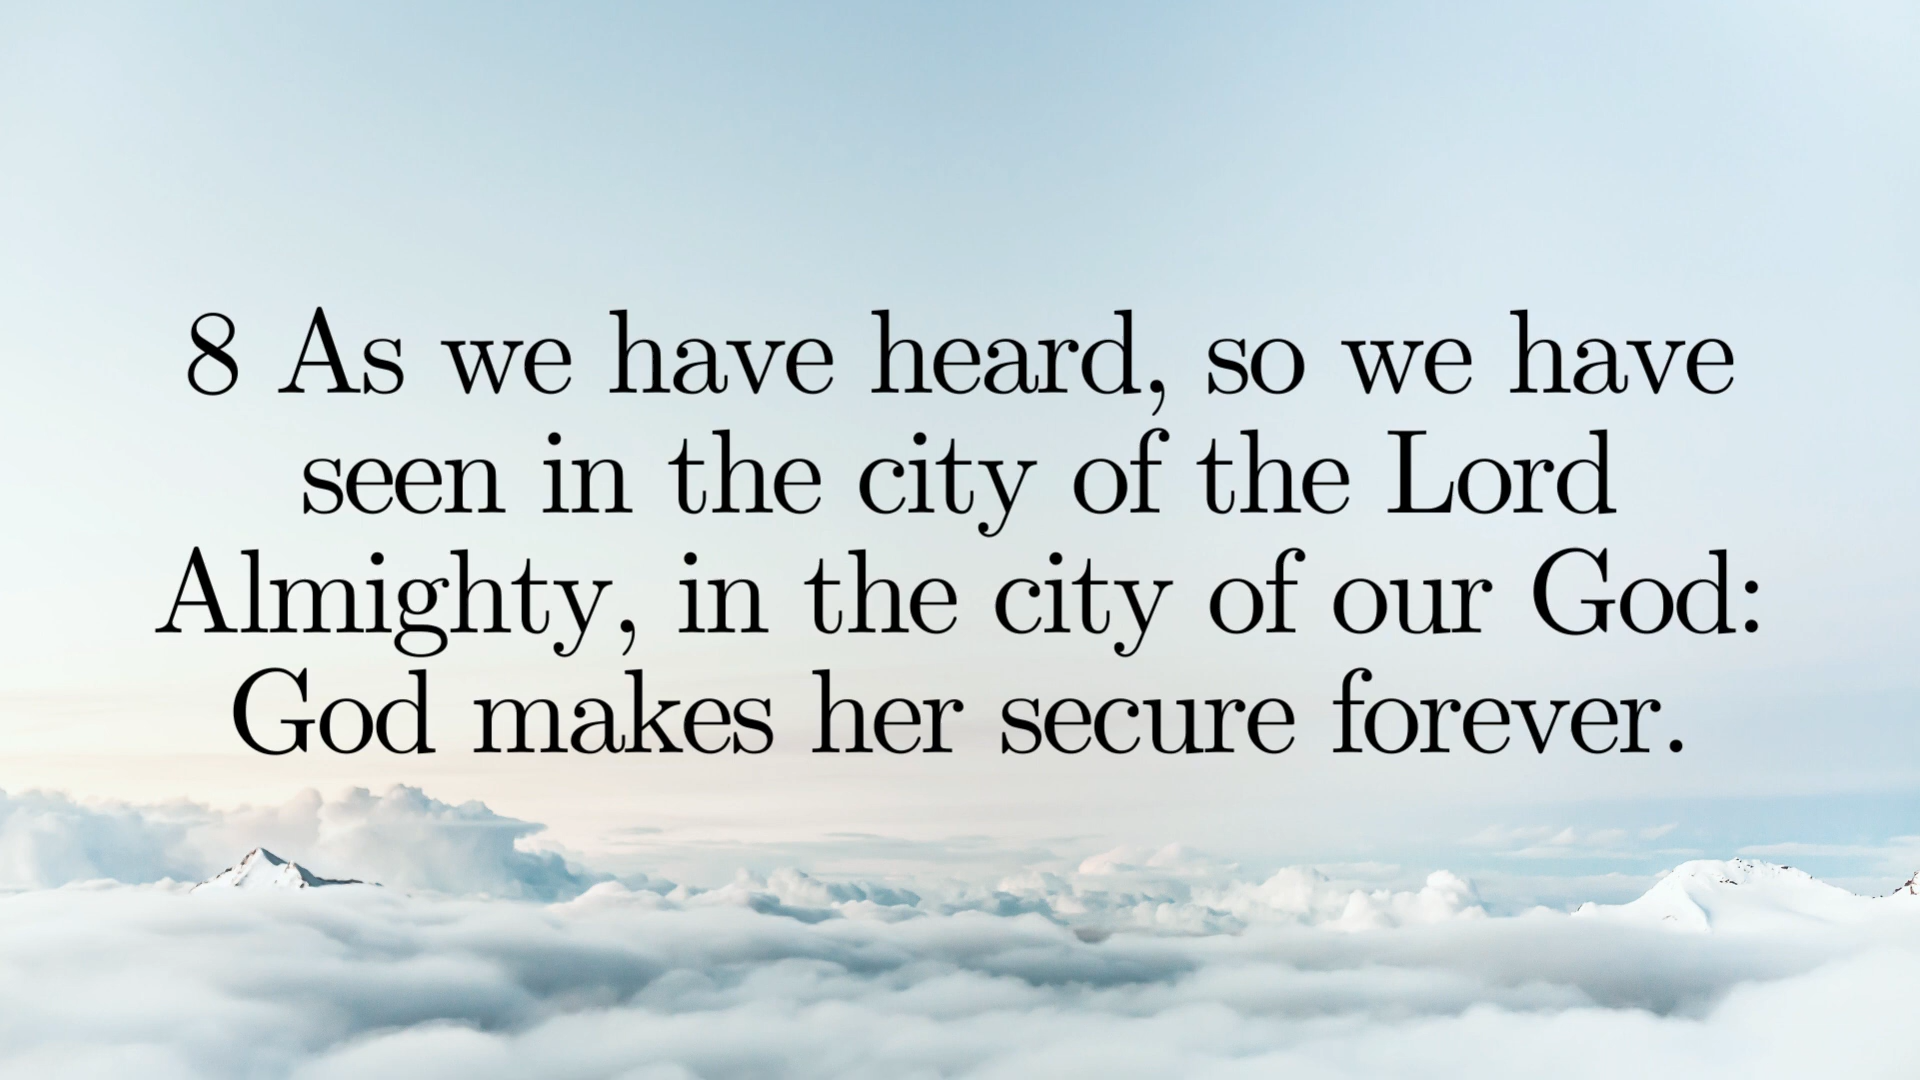 8 As we have heard, so we have
seen in the city of the Lord
Almighty, in the city of our God:
God makes her secure forever.